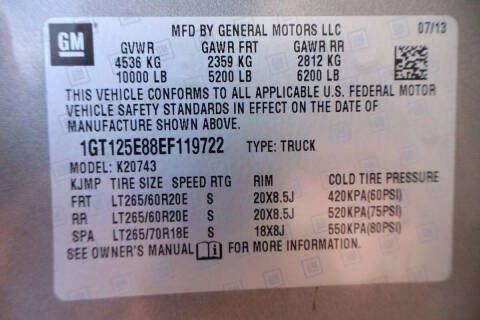 GM
MFD BY GENERAL MOTORS LLC 07/13
GVWR GAWR FRT GAWR RR
4536 KG 2359 KG 2812 KG
10000 LB 5200 LB 6200 LB
THIS VEHICLE CONFORMS TO ALL APPLICABLE U.S. FEDERAL MOTOR
VEHICLE SAFETY STANDARDS IN EFFECT ON THE DATE OF
MANUFACTURE SHOWN ABOVE.
1GT125E88EF119722 TYPE: TRUCK
MODEL: K20743
KJMP TIRE SIZE SPEED RTG RIM COLD TIRE PRESSURE
FRT LT265/60R20E S 20X8.5J 420KPA(60PSI)
RR LT265/60R20E S 20X8.5J 520KPA(75PSI)
SPA LT265/70R18E S 18X8J 550KPA(80PSI)
SEE OWNER'S MANUAL FOR MORE INFORMATION.